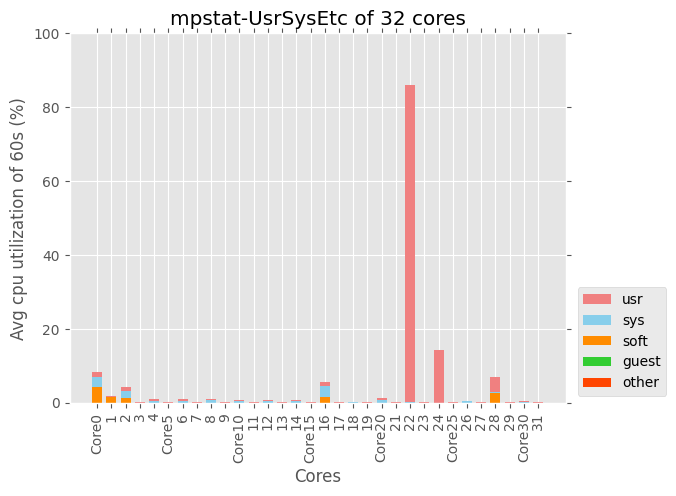 mpstat-UsrSysEtc of 32 cores
100
80
60
40
20
0
Avg cpu utilization of 60s (%)
Core0
1
2
3
4
Core5
6
7
8
9
Core10
11
12
13
14
Core15
16
17
18
19
Core20
21
22
23
24
Core25
26
27
28
29
Core30
31
Cores
usr
sys
soft
guest
other